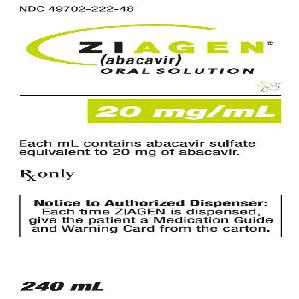 NDC 49702-222-48
ZIAGEN®
(abacavir)
ORAL SOLUTION
20 mg/mL
Each mL contains abacavir sulfate
equivalent to 20 mg of abacavir.
Rx only
Notice to Authorized Dispenser:
Each time ZIAGEN is dispensed,
give the patient a Medication Guide
and Warning Card from the carton.
240 mL